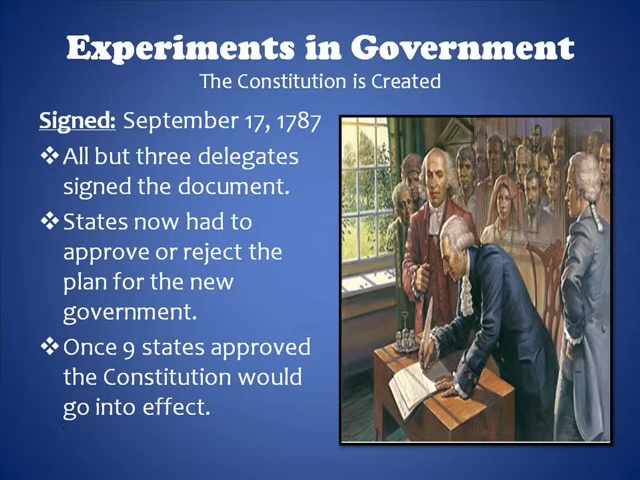 Experiments in Government
The Constitution is Created
Signed: September 17, 1787
❖All but three delegates
signed the document.
❖States now had to
approve or reject the
plan for the new
government.
❖Once 9 states approved
the Constitution would
go into effect.